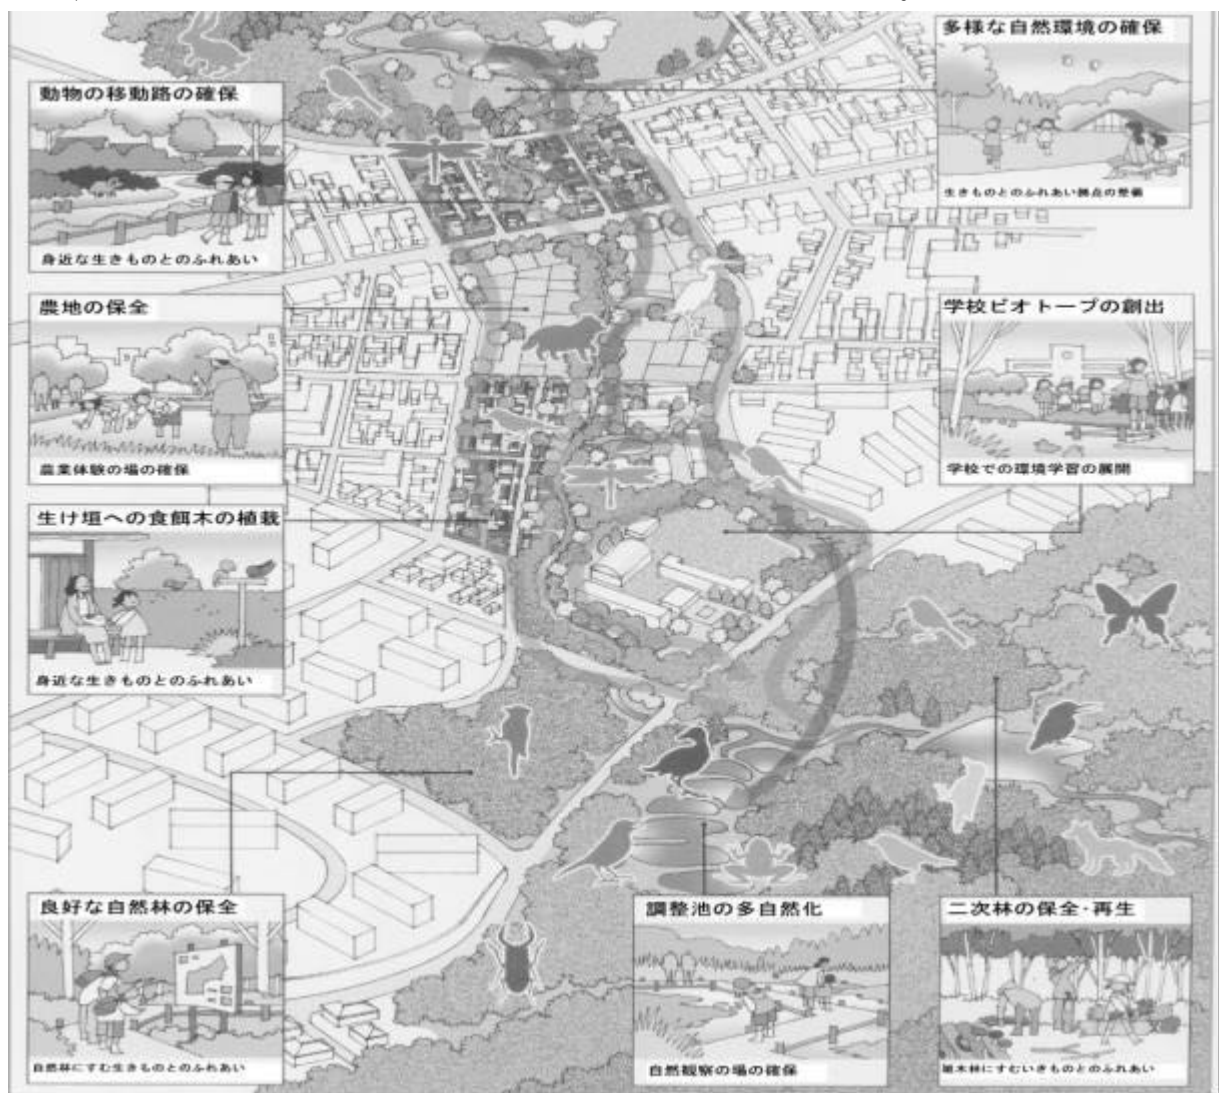 多様な自然環境の確保
生きものとのふれあい拠点の整備
動物の移動路の確保
身近な生きものとのふれあい
農地の保全
農業体験の場の確保
学校ビオトープの創出
学校での環境学習の展開
生け垣への食餌木の植栽
身近な生きものとのふれあい
良好な自然林の保全
自然林にすむ生きものとのふれあい
調整池の多自然化
自然観察の場の確保
二次林の保全・再生
雑木林にすむいきものとのふれあい